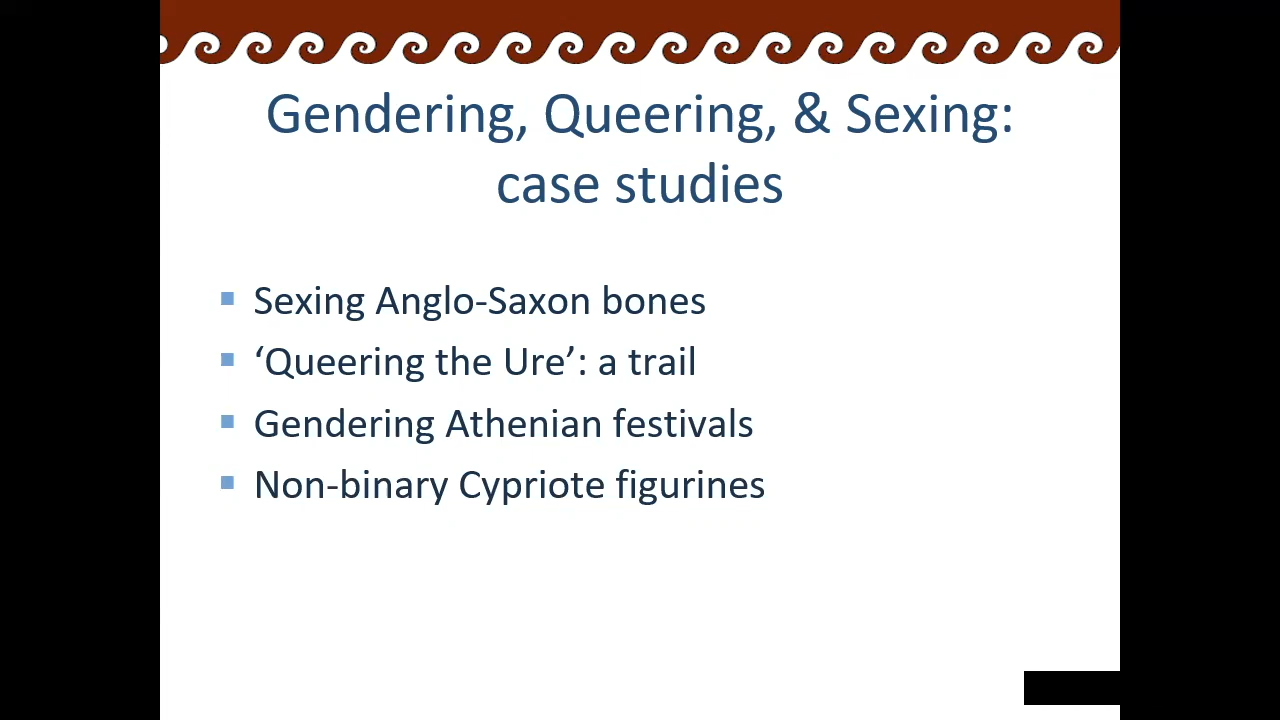 Gendering, Queering, & Sexing:
case studies
▪ Sexing Anglo-Saxon bones
▪ ‘Queering the Ure’: a trail
▪ Gendering Athenian festivals
▪ Non-binary Cypriote figurines